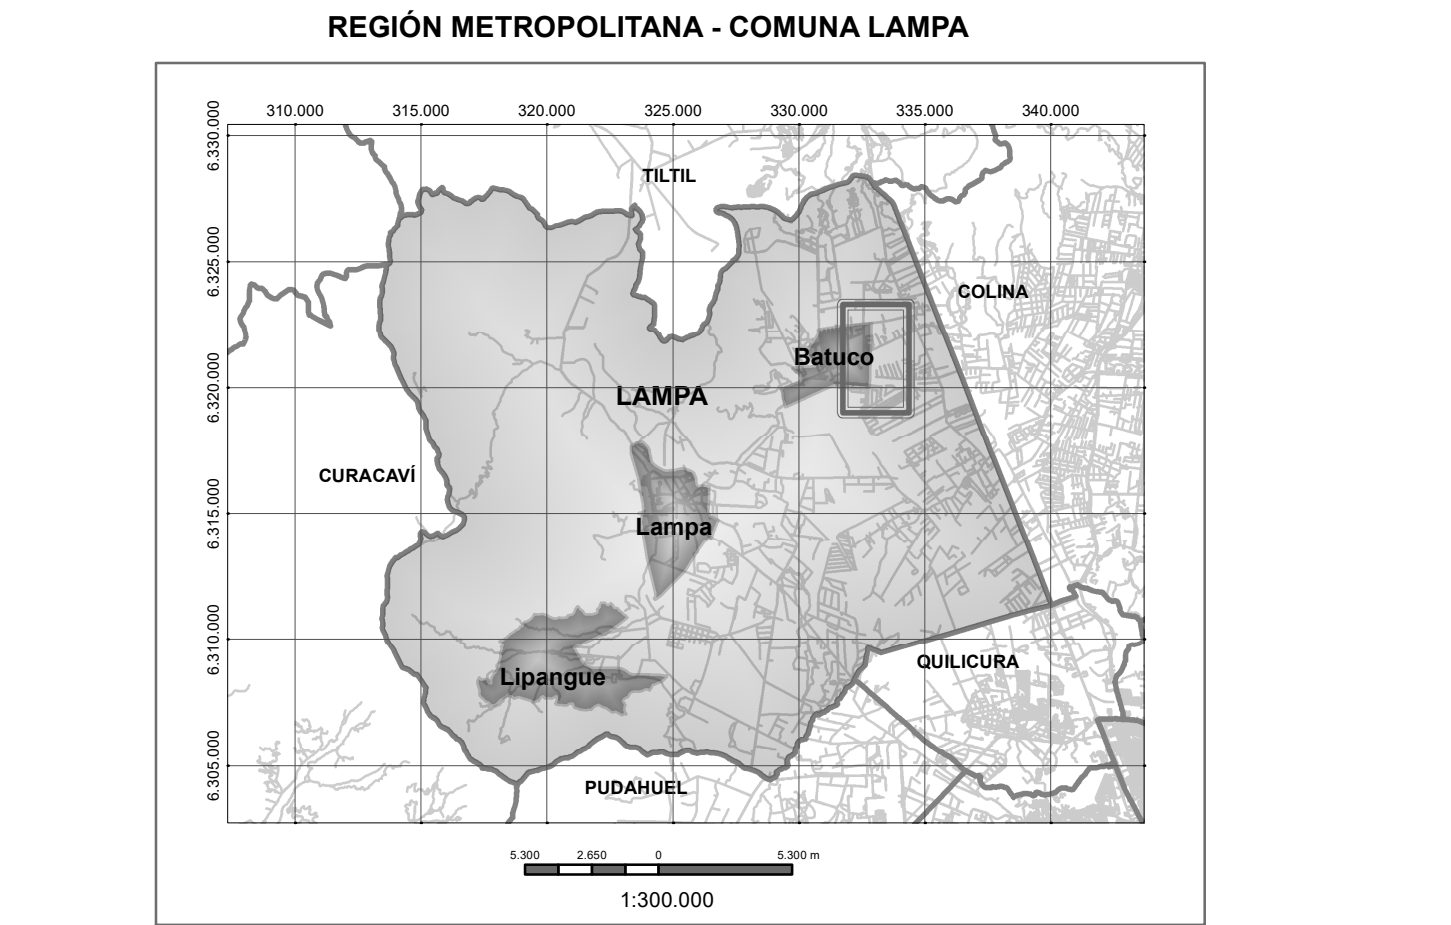 REGIÓN METROPOLITANA - COMUNA LAMPA
310.000 315.000 320.000 325.000 330.000 335.000 340.000
6.330.000
TILTIL
6.325.000
COLINA
Batuco
6.320.000
LAMPA
CURACAVÍ
6.315.000
Lampa
6.310.000
QUILICURA
Lipangue
6.305.000
PUDAHUEL
5.300 2.650 0 5.300 m
1:300.000